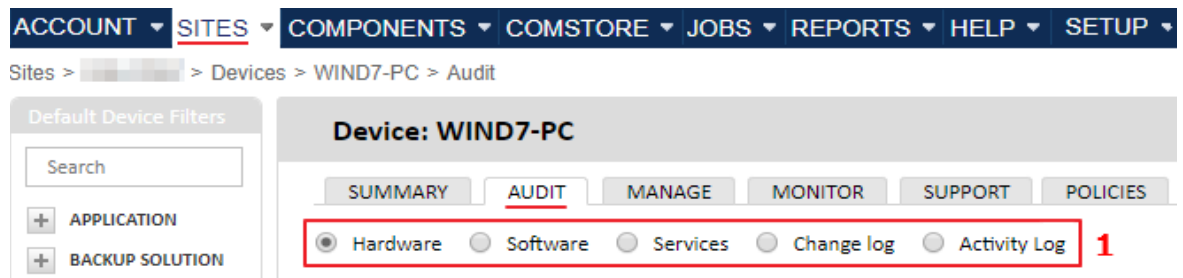 ACCOUNT SITES COMPONENTS COMSTORE JOBS REPORTS HELP SETUP
Sites > > Devices > WIND7-PC > Audit
Default Device Filters
Device: WIND7-PC
Search
SUMMARY AUDIT MANAGE MONITOR SUPPORT POLICIES
APPLICATION
Hardware Software Services Change log Activity Log 1
BACKUP SOLUTION